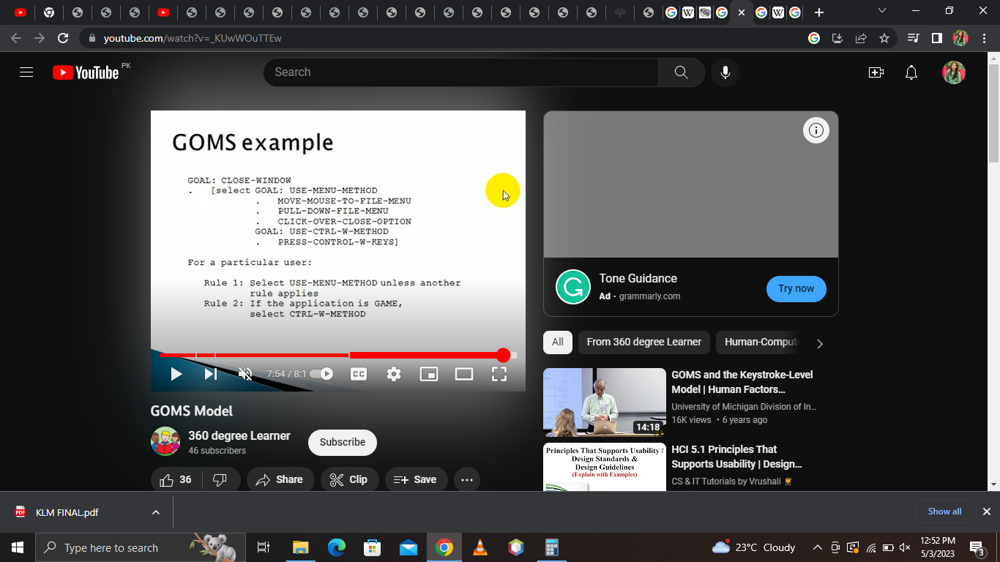 youtube.com/watch?v=_KUwWOuTTEw
YouTube PK
Search
GOMS example
GOAL: CLOSE-WINDOW
. [select GOAL: USE-MENU-METHOD
. MOVE-MOUSE-TO-FILE-MENU
. PULL-DOWN-FILE-MENU
. CLICK-OVER-CLOSE-OPTION
GOAL: USE-CTRL-W-METHOD
. PRESS-CONTROL-W-KEYS]
For a particular user:
Rule 1: Select USE-MENU-METHOD unless another
rule applies
Rule 2: If the application is GAME,
select CTRL-W-METHOD
7:54 / 8:1
CC
GOMS Model
360 degree Learner
46 subscribers
Subscribe
36
Share
Clip
Save
Tone Guidance
Ad · grammarly.com
Try now
All
From 360 degree Learner
Human-Comput
14:18
GOMS and the Keystroke-Level
Model | Human Factors...
University of Michigan Division of In...
16K views • 6 years ago
Principles That Supports Usability /
Design Standards &
Design Guidelines
(Explain with Examples)
HCI 5.1 Principles That
Supports Usability | Design...
CS & IT Tutorials by Vrushali
PDF
KLM FINAL.pdf
Show all
Type here to search
23°C Cloudy
12:52 PM
5/3/2023
3